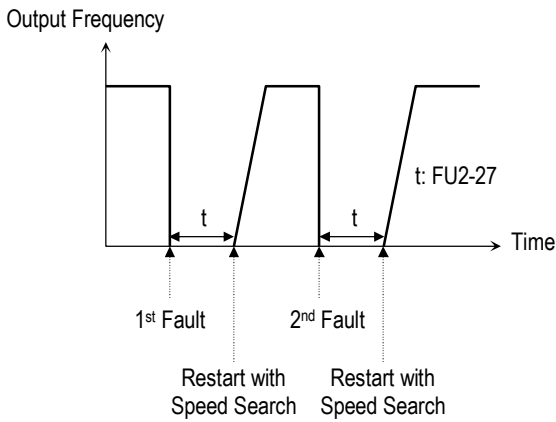 Output Frequency
t: FU2-27
t
t
Time
1st Fault
2nd Fault
Restart with
Speed Search
Restart with
Speed Search